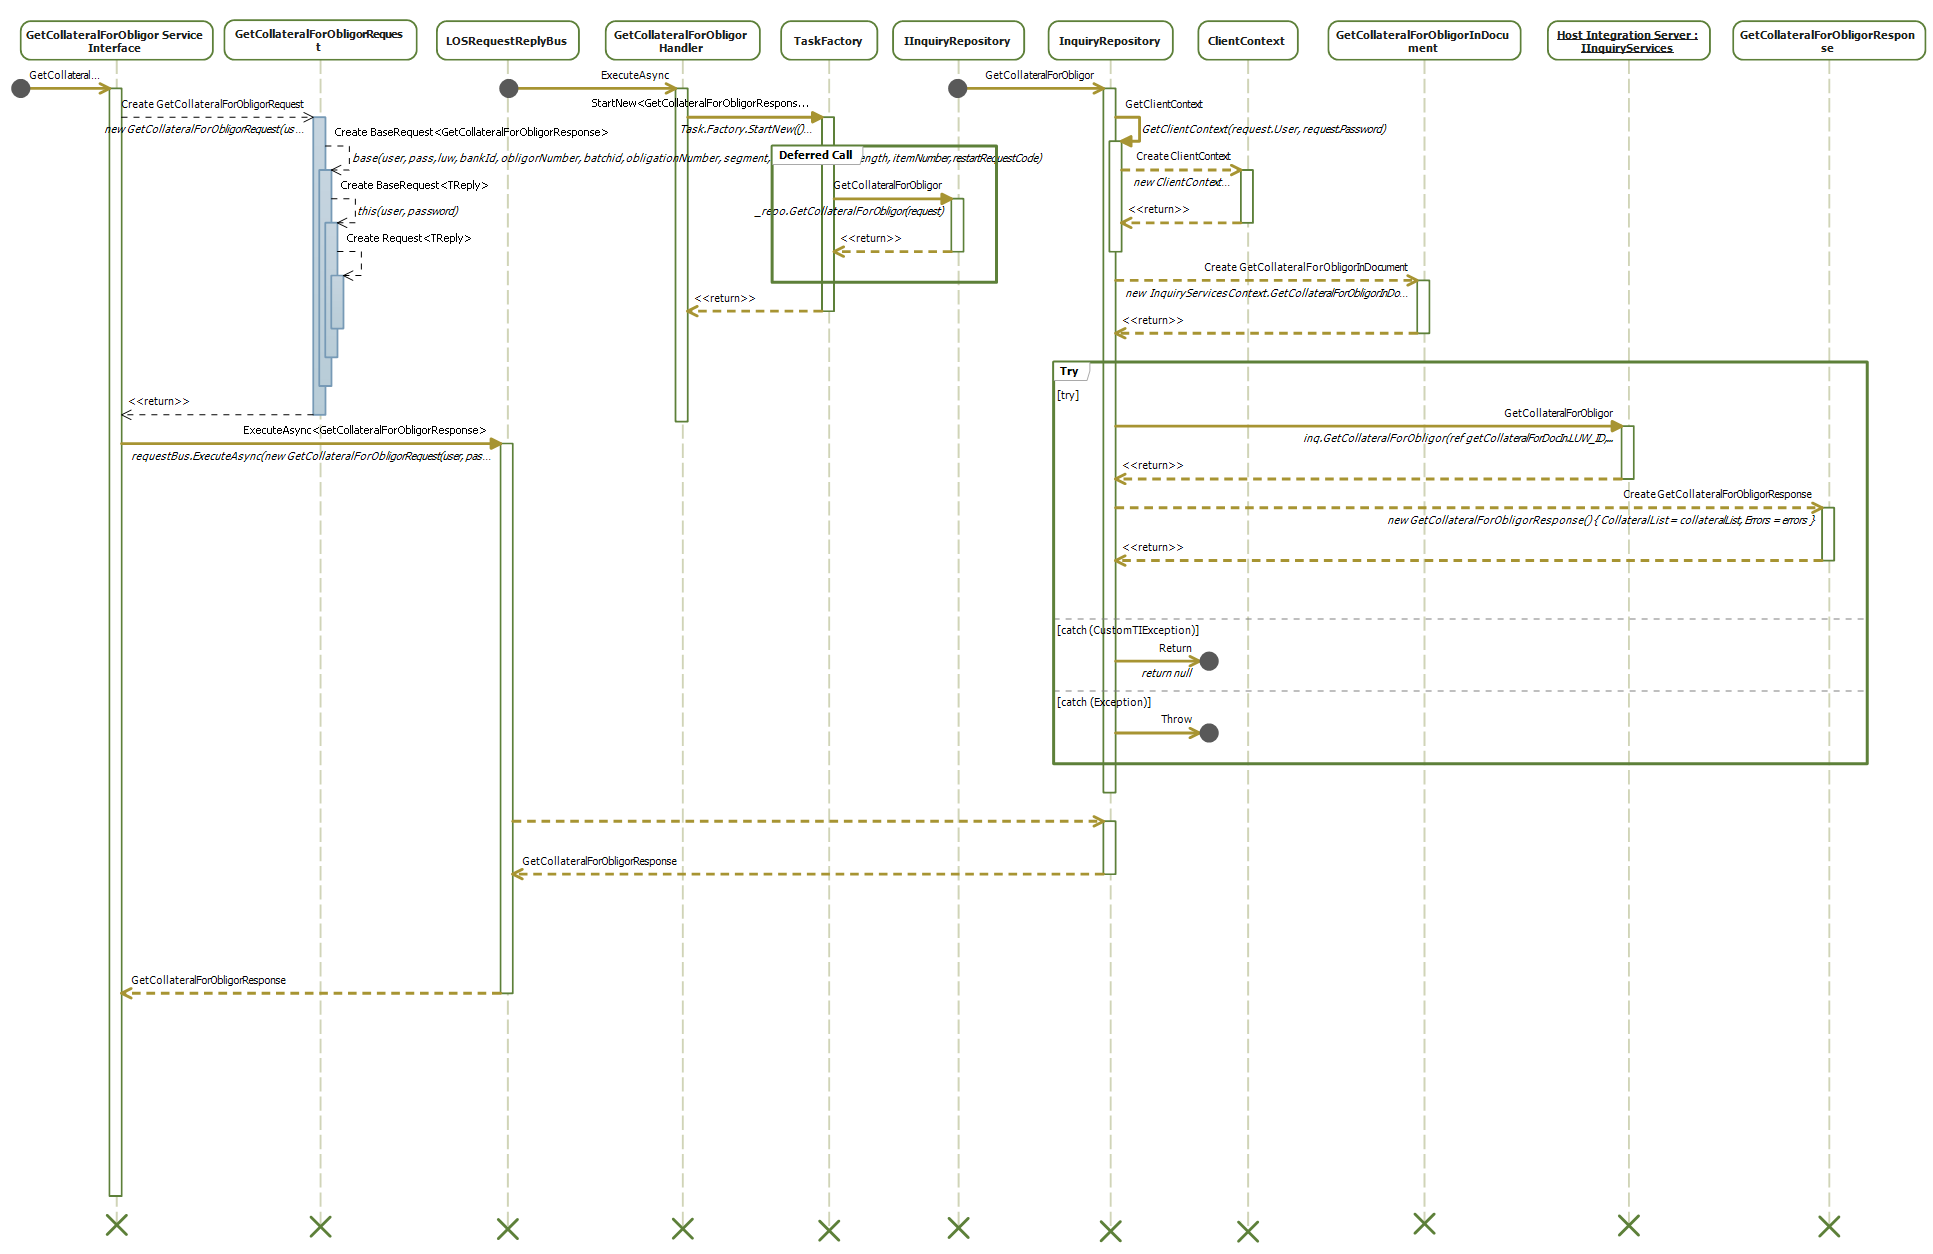 GetCollateralForObligor Service
Interface
GetCollateralForObligorReques
t
LOSRequestReplyBus
GetCollateralForObligor
Handler
TaskFactory
IInquiryRepository
InquiryRepository
ClientContext
GetCollateralForObligorInDocu
ment
Host Integration Server :
IInquiryServices
GetCollateralForObligorRespon
se
GetCollateral...
ExecuteAsync
GetCollateralForObligor
Create GetCollateralForObligorRequest
new GetCollateralForObligorRequest(us...
StartNew<GetCollateralForObligorRespons...
Task.Factory.StartNew(()...
GetClientContext
GetClientContext(request.User, request.Password)
Create BaseRequest<GetCollateralForObligorResponse>
base(user, pass, luw, bankId, obligorNumber, batchid, obligationNumber, segment,
ength, itemNumber, restartRequestCode)
Deferred Call
Create ClientContext
new ClientContext...
Create BaseRequest<TReply>
this(user, password)
GetCollateralForObligor
_repo.GetCollateralForObligor(request)
<<return>>
Create Request<TReply>
<<return>>
Create GetCollateralForObligorInDocument
new InquiryServicesContext.GetCollateralForObligorInDo...
<<return>>
<<return>>
Try
[try]
<<return>>
GetCollateralForObligor
inq.GetCollateralForObligor(ref getCollateralForDocIn.LUW_ID,...
ExecuteAsync<GetCollateralForObligorResponse>
requestBus.ExecuteAsync(new GetCollateralForObligorRequest(user, pas...
<<return>>
Create GetCollateralForObligorResponse
new GetCollateralForObligorResponse() { CollateralList = collateralList, Errors = errors }
<<return>>
[catch (CustomTIException)]
Return
return null
[catch (Exception)]
Throw
GetCollateralForObligorResponse
GetCollateralForObligorResponse